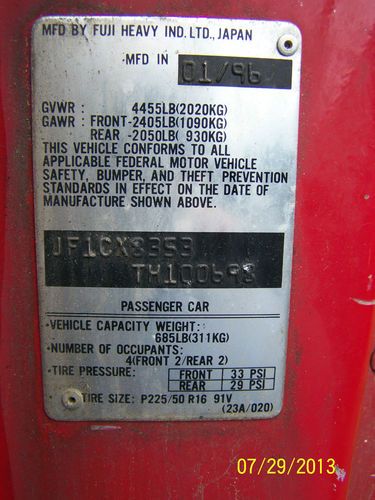 MFD BY FUJI HEAVY IND.LTD., JAPAN
MFD IN 01/96
GVWR : 4455LB(2020KG)
GAWR : FRONT-2405LB(1090KG)
REAR -2050LB( 930KG)
THIS VEHICLE CONFORMS TO ALL
APPLICABLE FEDERAL MOTOR VEHICLE
SAFETY, BUMPER, AND THEFT PREVENTION
STANDARDS IN EFFECT ON THE DATE OF
MANUFACTURE SHOWN ABOVE.
JF1CX8353
TH100693
PASSENGER CAR
·VEHICLE CAPACITY WEIGHT:
685LB(311KG)
·NUMBER OF OCCUPANTS:
4(FRONT 2/REAR 2)
·TIRE PRESSURE: FRONT 33 PSI
REAR 29 PSI
TIRE SIZE: P225/50 R16 91V
(23A/020)
07/29/2013